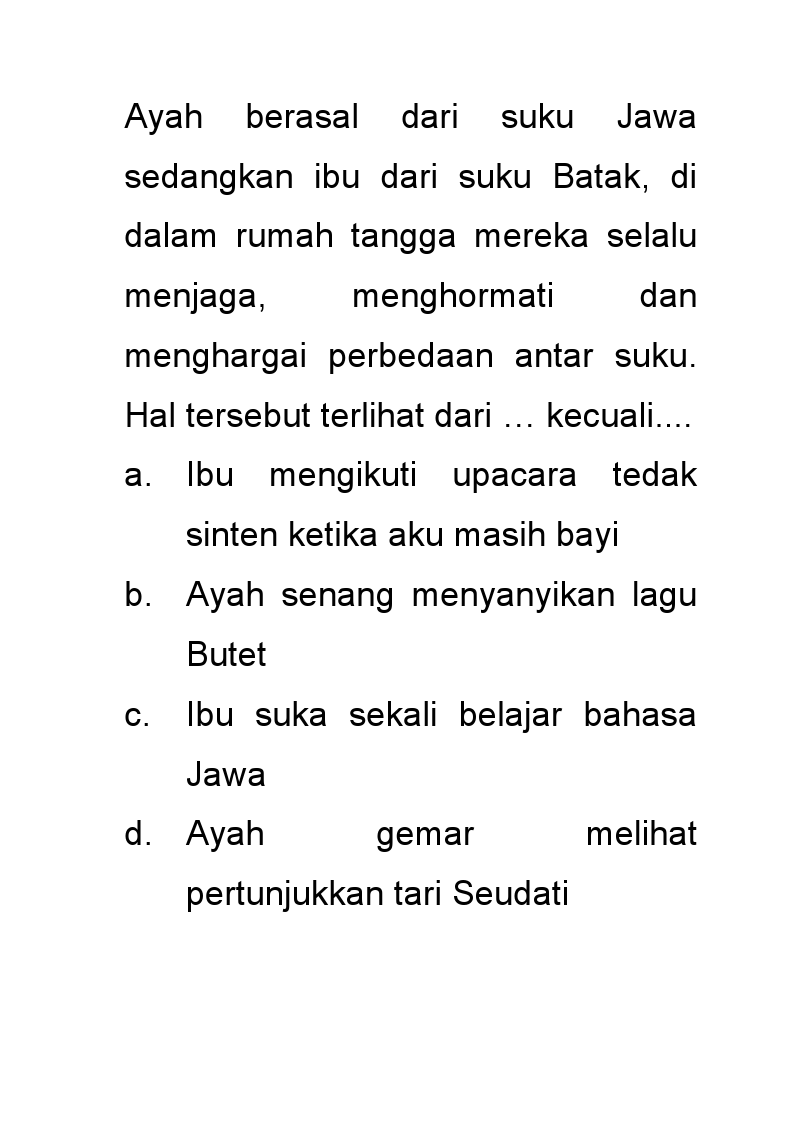 Ayah berasal dari suku Jawa
sedangkan ibu dari suku Batak, di
dalam rumah tangga mereka selalu
menjaga, menghormati dan
menghargai perbedaan antar suku.
Hal tersebut terlihat dari … kecuali....
a. Ibu mengikuti upacara tedak
sinten ketika aku masih bayi
b. Ayah senang menyanyikan lagu
Butet
c. Ibu suka sekali belajar bahasa
Jawa
d. Ayah gemar melihat
pertunjukkan tari Seudati